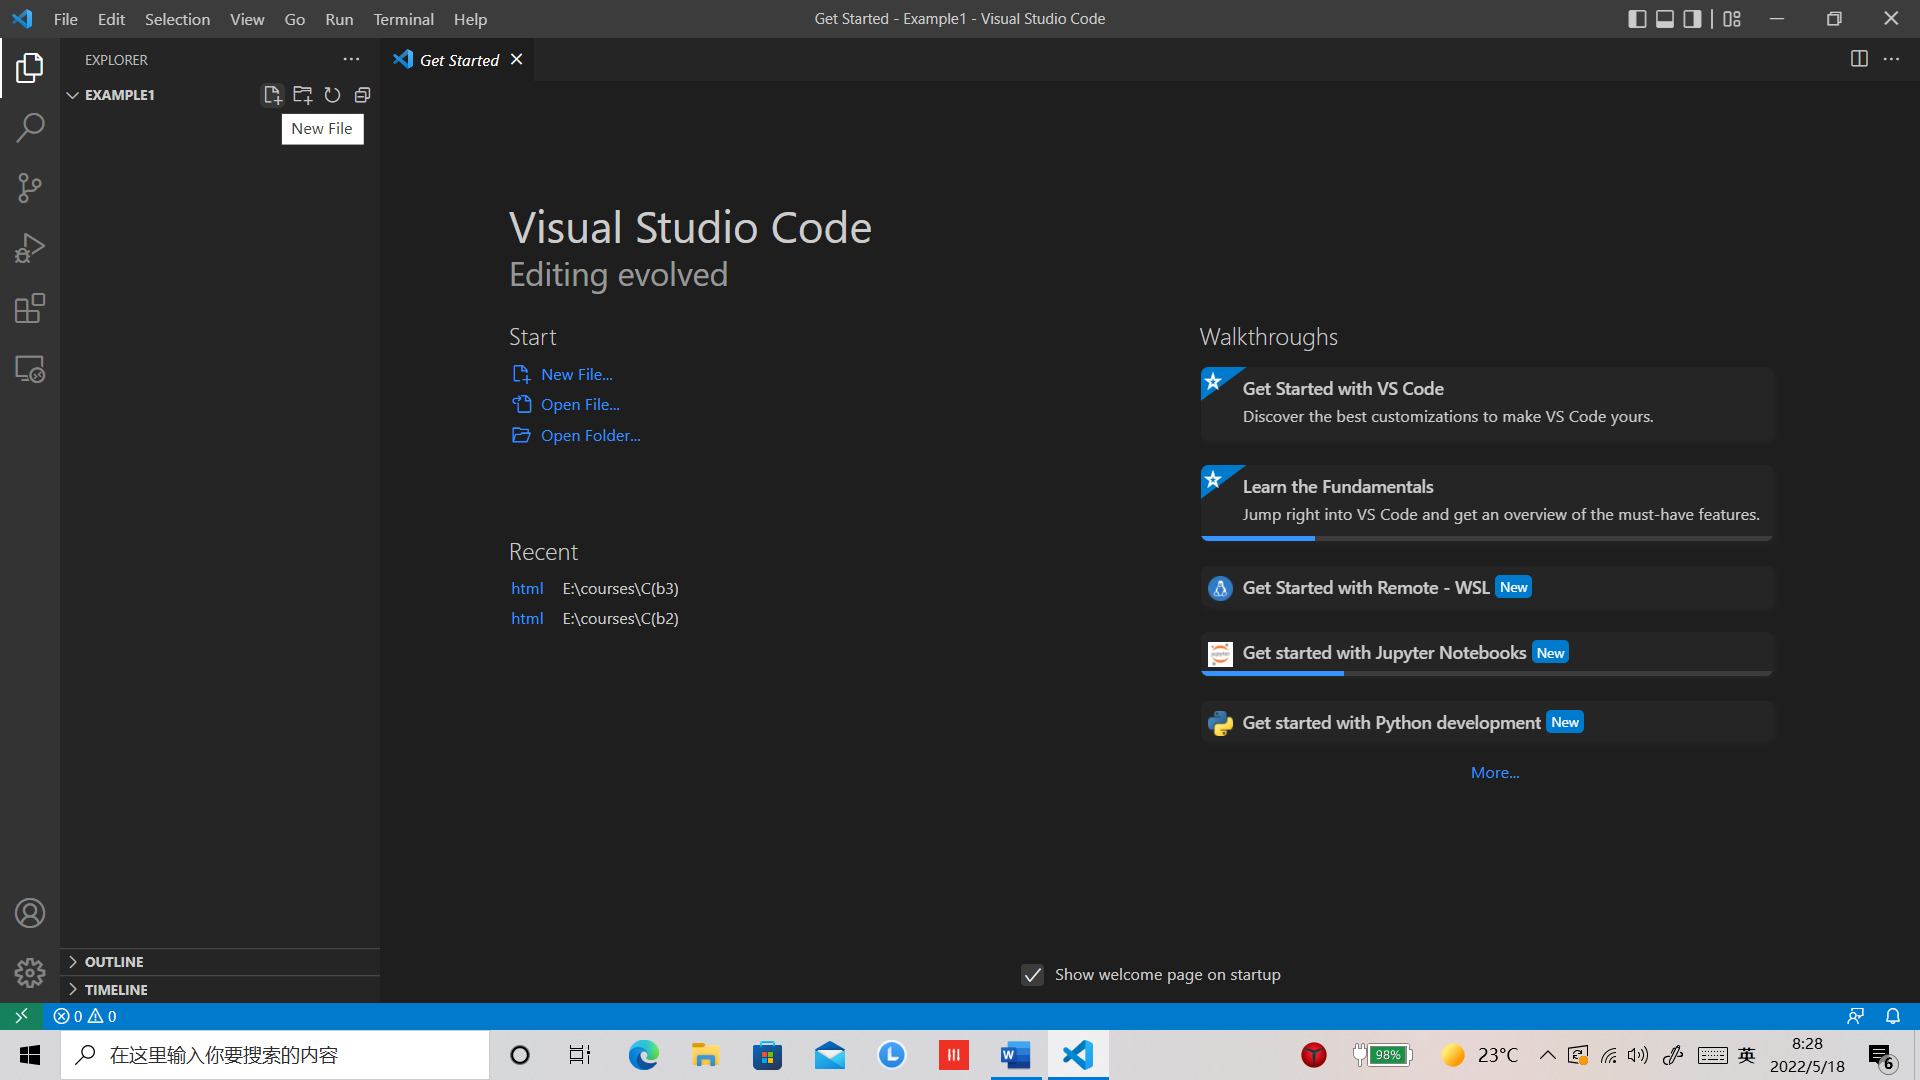 File Edit Selection View Go Run Terminal Help
Get Started - Example1 - Visual Studio Code
EXPLORER
EXAMPLE1
New File
Get Started
Visual Studio Code
Editing evolved
Start
New File...
Open File...
Open Folder...
Recent
html E:\courses\C(b3)
html E:\courses\C(b2)
Walkthroughs
Get Started with VS Code
Discover the best customizations to make VS Code yours.
Learn the Fundamentals
Jump right into VS Code and get an overview of the must-have features.
Get Started with Remote - WSL New
Get started with Jupyter Notebooks New
Get started with Python development New
More...
Show welcome page on startup
OUTLINE
TIMELINE
0 0
在这里输入你要搜索的内容
98%
23°C
英
8:28
2022/5/18
6